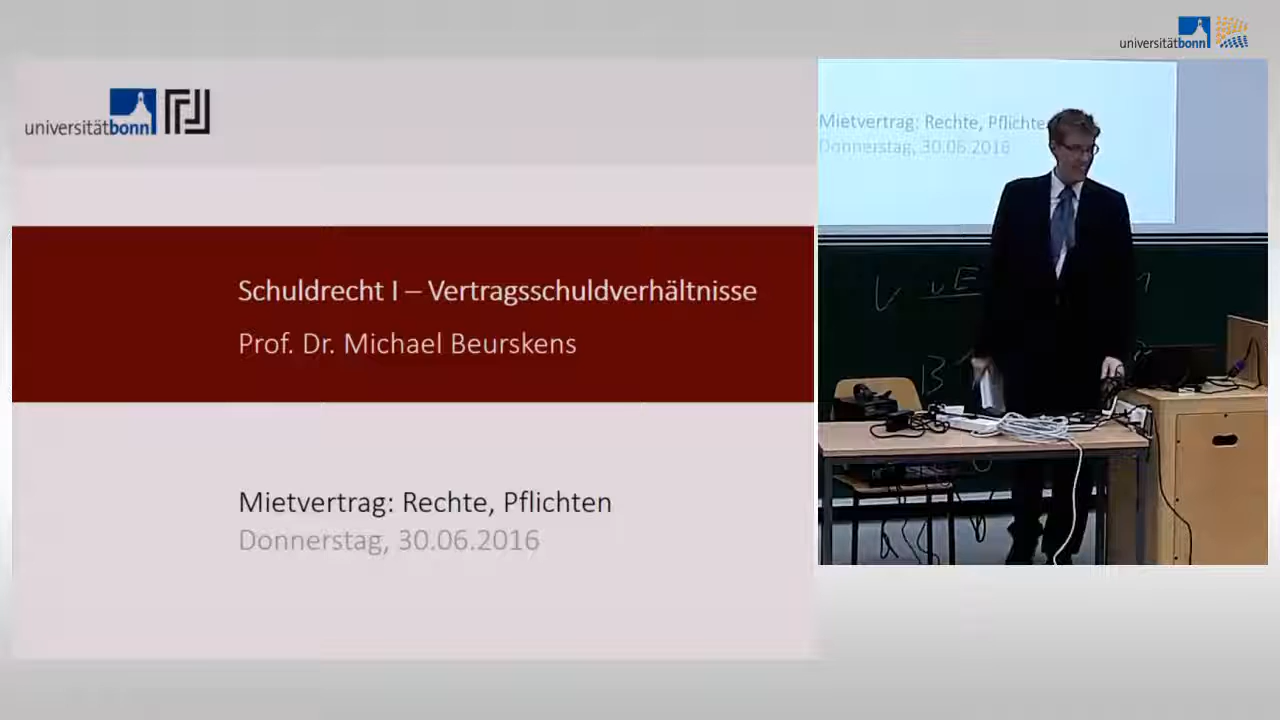 universitätbonn
universitätbonn
Schuldrecht I – Vertragsschuldverhältnisse
Prof. Dr. Michael Beurskens
Mietvertrag: Rechte, Pflichten
Donnerstag, 30.06.2016
Mietvertrag: Rechte, Pflichte
Donnerstag, 30.06.2016